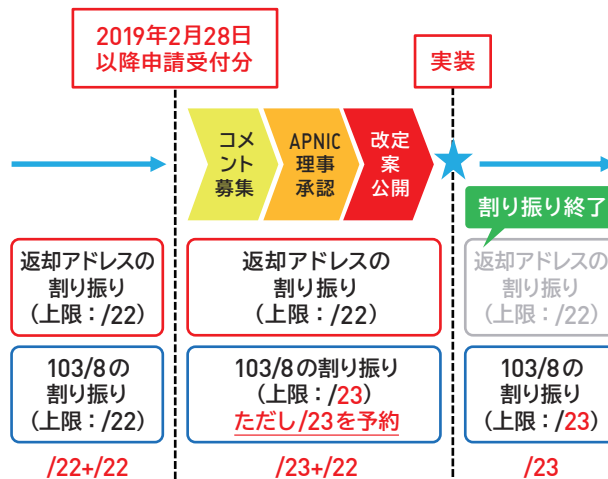 2019年2月28日
以降申請受付分
実装
コメ
ント
募集
APNIC
理事
承認
改定
案
公開
割り振り終了
返却アドレスの
割り振り
(上限:/22)
返却アドレスの
割り振り
(上限:/22)
返却アドレスの
割り振り
(上限:/22)
103/8の
割り振り
(上限:/22)
103/8の割り振り
(上限:/23)
ただし/23を予約
103/8の
割り振り
(上限:/23)
/22+/22
/23+/22
/23